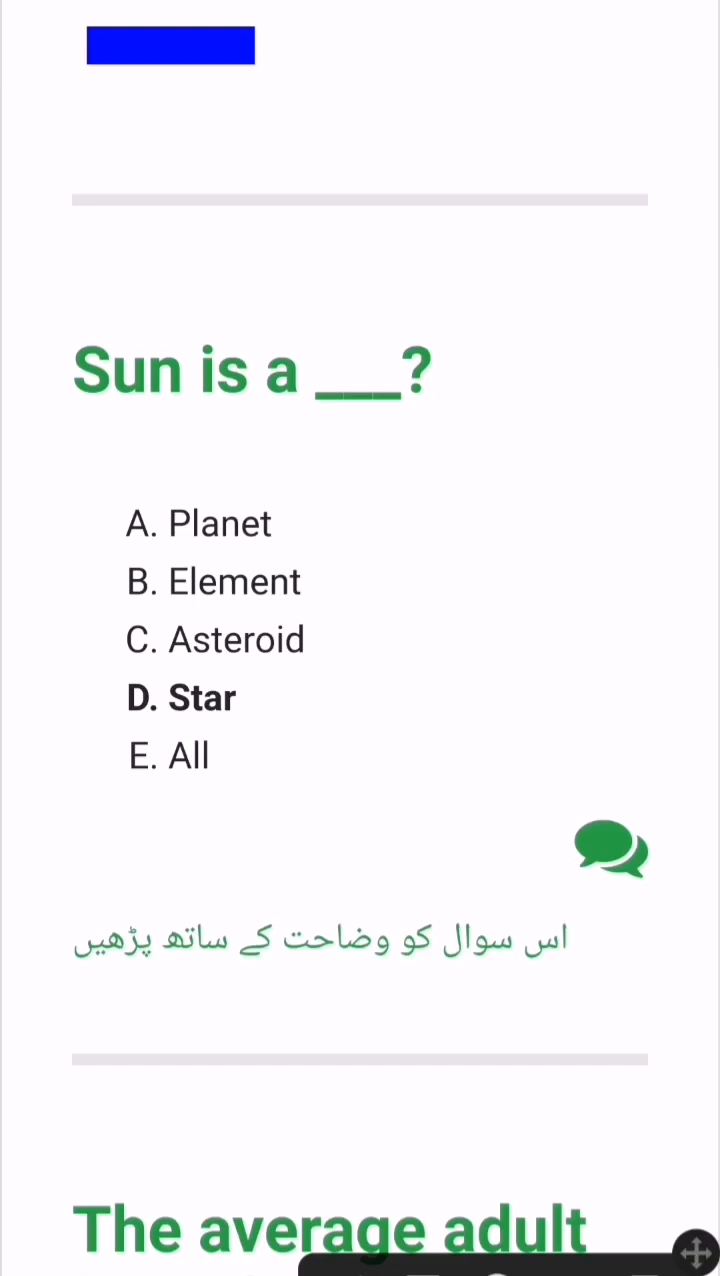 Sun is a ___?
A. Planet
B. Element
C. Asteroid
D. Star
E. All
اس سوال کو وضاحت کے ساتھ پڑھیں
The average adult